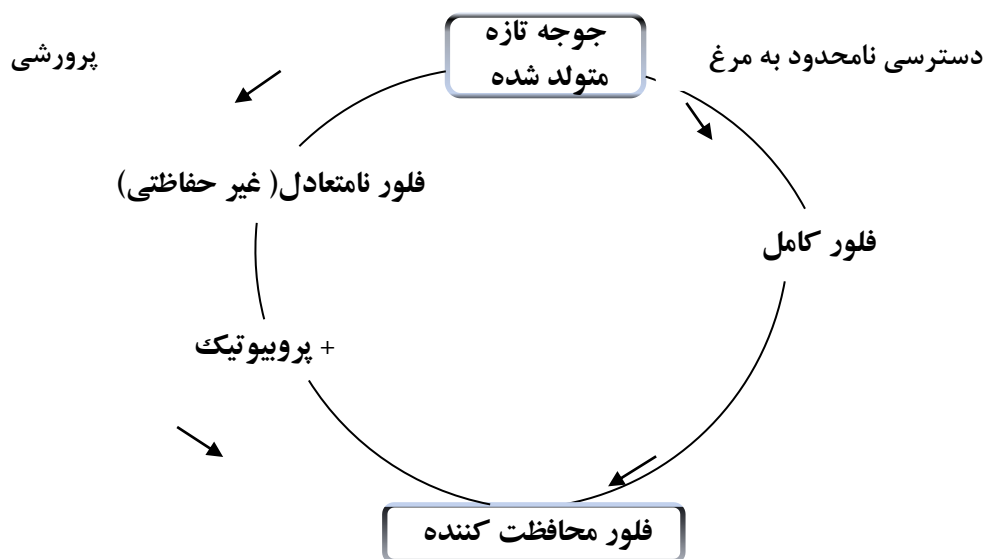 جوجه تازه
متولد شده
دسترسی نامحدود به مرغ
پرورشی
فلور نامتعادل( غیر حفاظتی)
فلور کامل
+ پروبیوتیک
فلور محافظت کننده